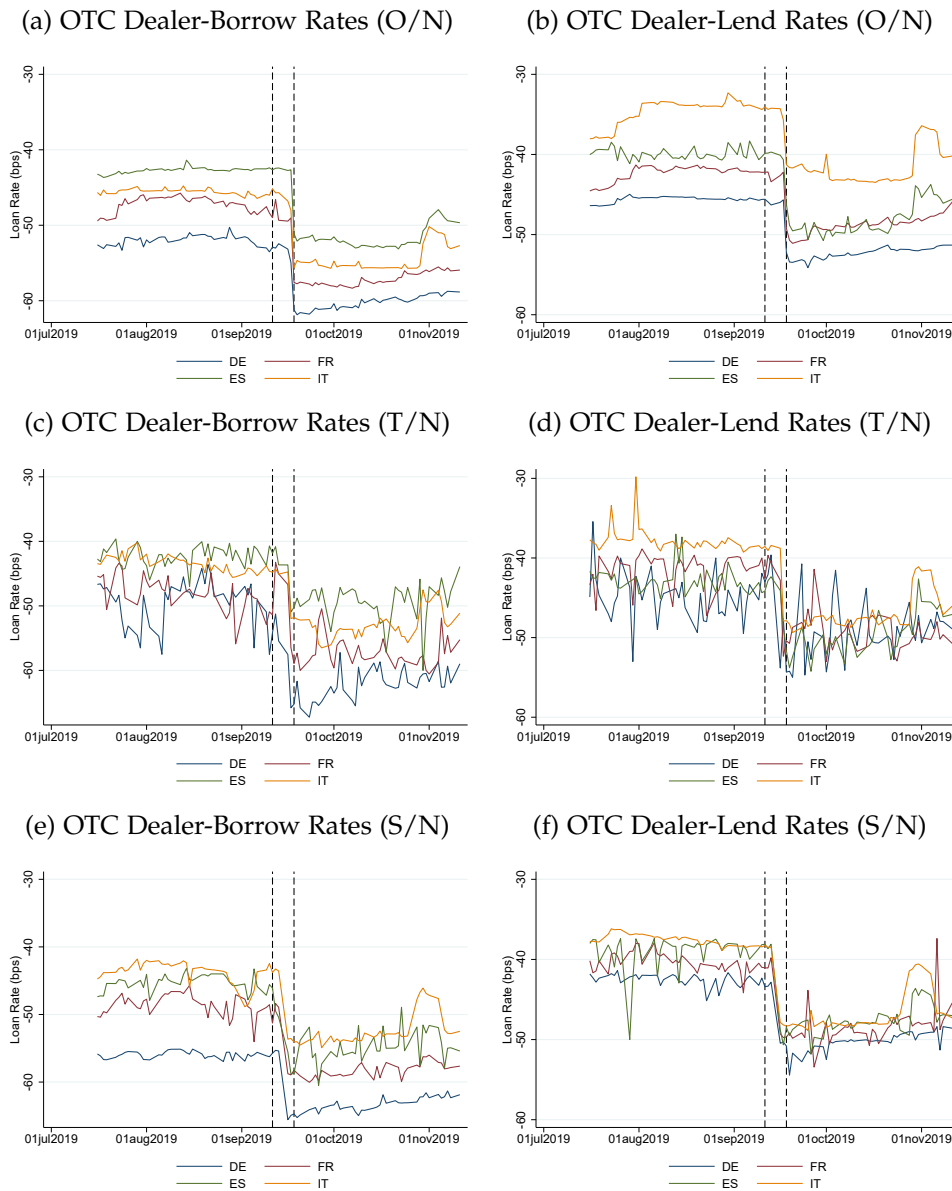 (a) OTC Dealer-Borrow Rates (O/N)
(b) OTC Dealer-Lend Rates (O/N)
Loan Rate (bps)
-30
-40
-50
-60
01jul2019 01aug2019 01sep2019 01oct2019 01nov2019
DE FR
ES IT
Loan Rate (bps)
-30
-40
-50
-60
01jul2019 01aug2019 01sep2019 01oct2019 01nov2019
DE FR
ES IT
(c) OTC Dealer-Borrow Rates (T/N)
(d) OTC Dealer-Lend Rates (T/N)
Loan Rate (bps)
-30
-40
-50
-60
01jul2019 01aug2019 01sep2019 01oct2019 01nov2019
DE FR
ES IT
Loan Rate (bps)
-30
-40
-50
-60
01jul2019 01aug2019 01sep2019 01oct2019 01nov2019
DE FR
ES IT
(e) OTC Dealer-Borrow Rates (S/N)
(f) OTC Dealer-Lend Rates (S/N)
Loan Rate (bps)
-30
-40
-50
-60
01jul2019 01aug2019 01sep2019 01oct2019 01nov2019
DE FR
ES IT
Loan Rate (bps)
-30
-40
-50
-60
01jul2019 01aug2019 01sep2019 01oct2019 01nov2019
DE FR
ES IT